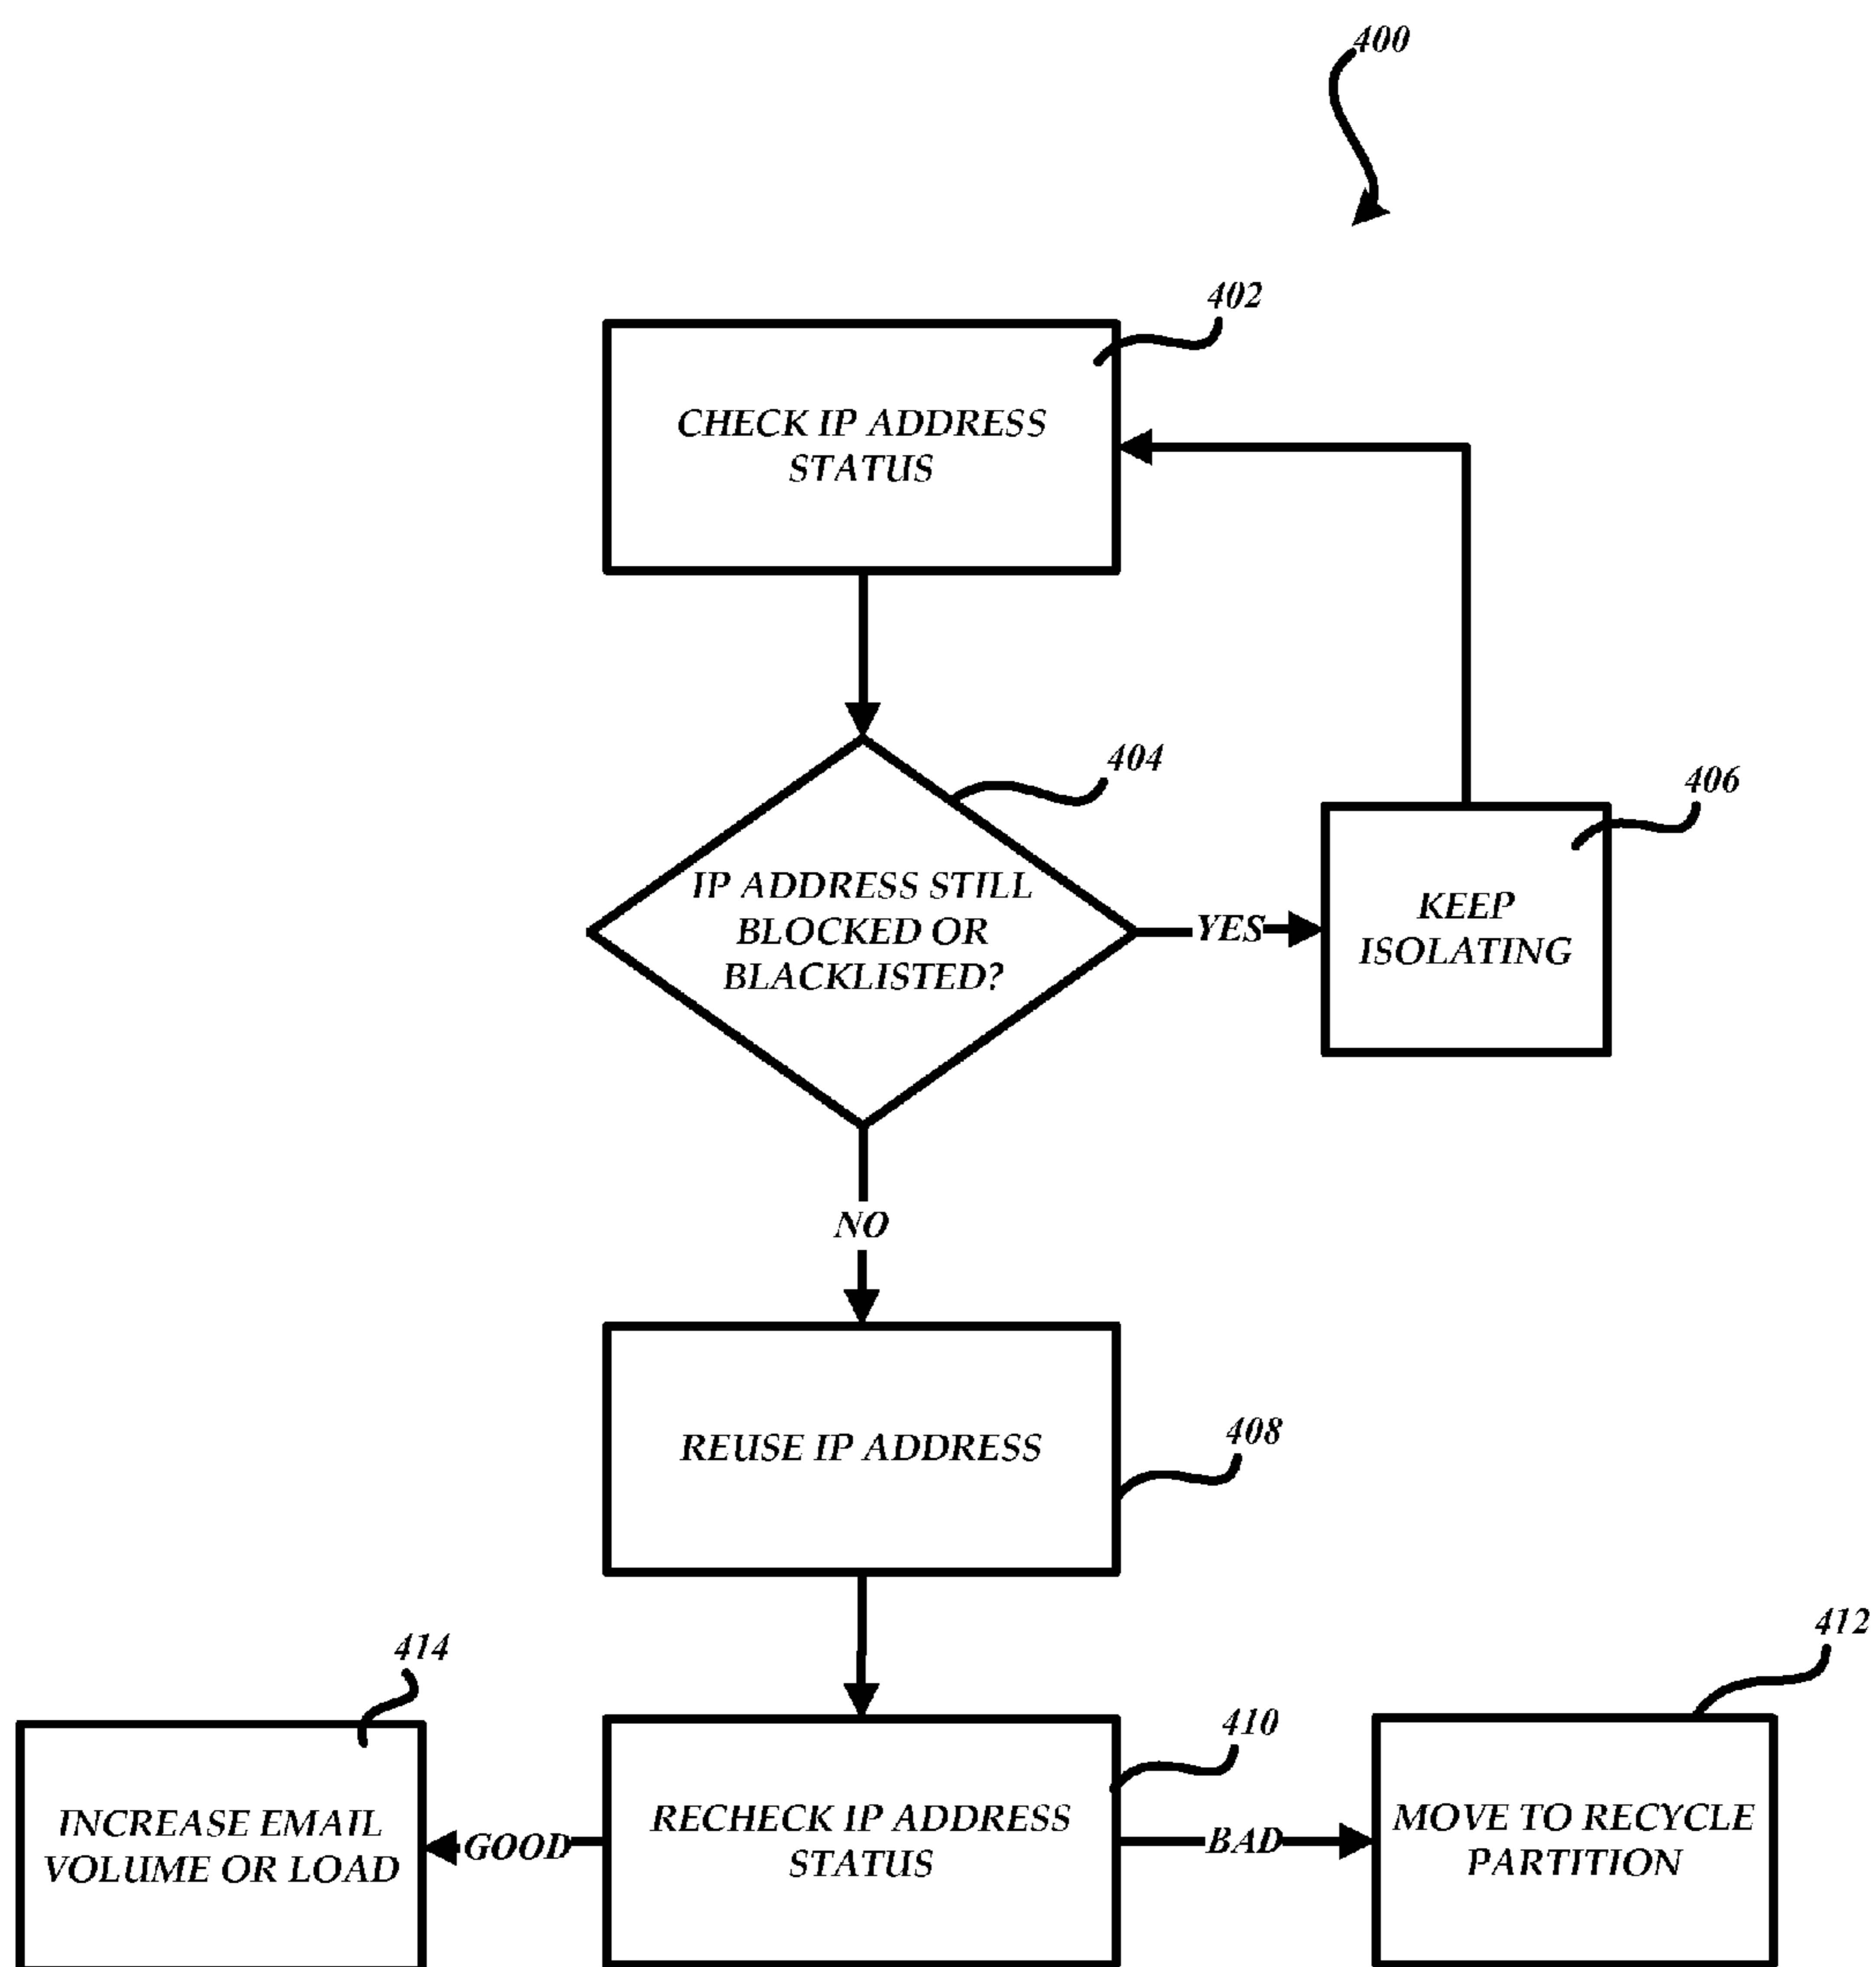 400
402
CHECK IP ADDRESS
STATUS
404
406
IP ADDRESS STILL
BLOCKED OR
BLACKLISTED?
YES
KEEP
ISOLATING
NO
REUSE IP ADDRESS
408
414
412
410
INCREASE EMAIL
VOLUME OR LOAD
GOOD
RECHECK IP ADDRESS
STATUS
BAD
MOVE TO RECYCLE
PARTITION